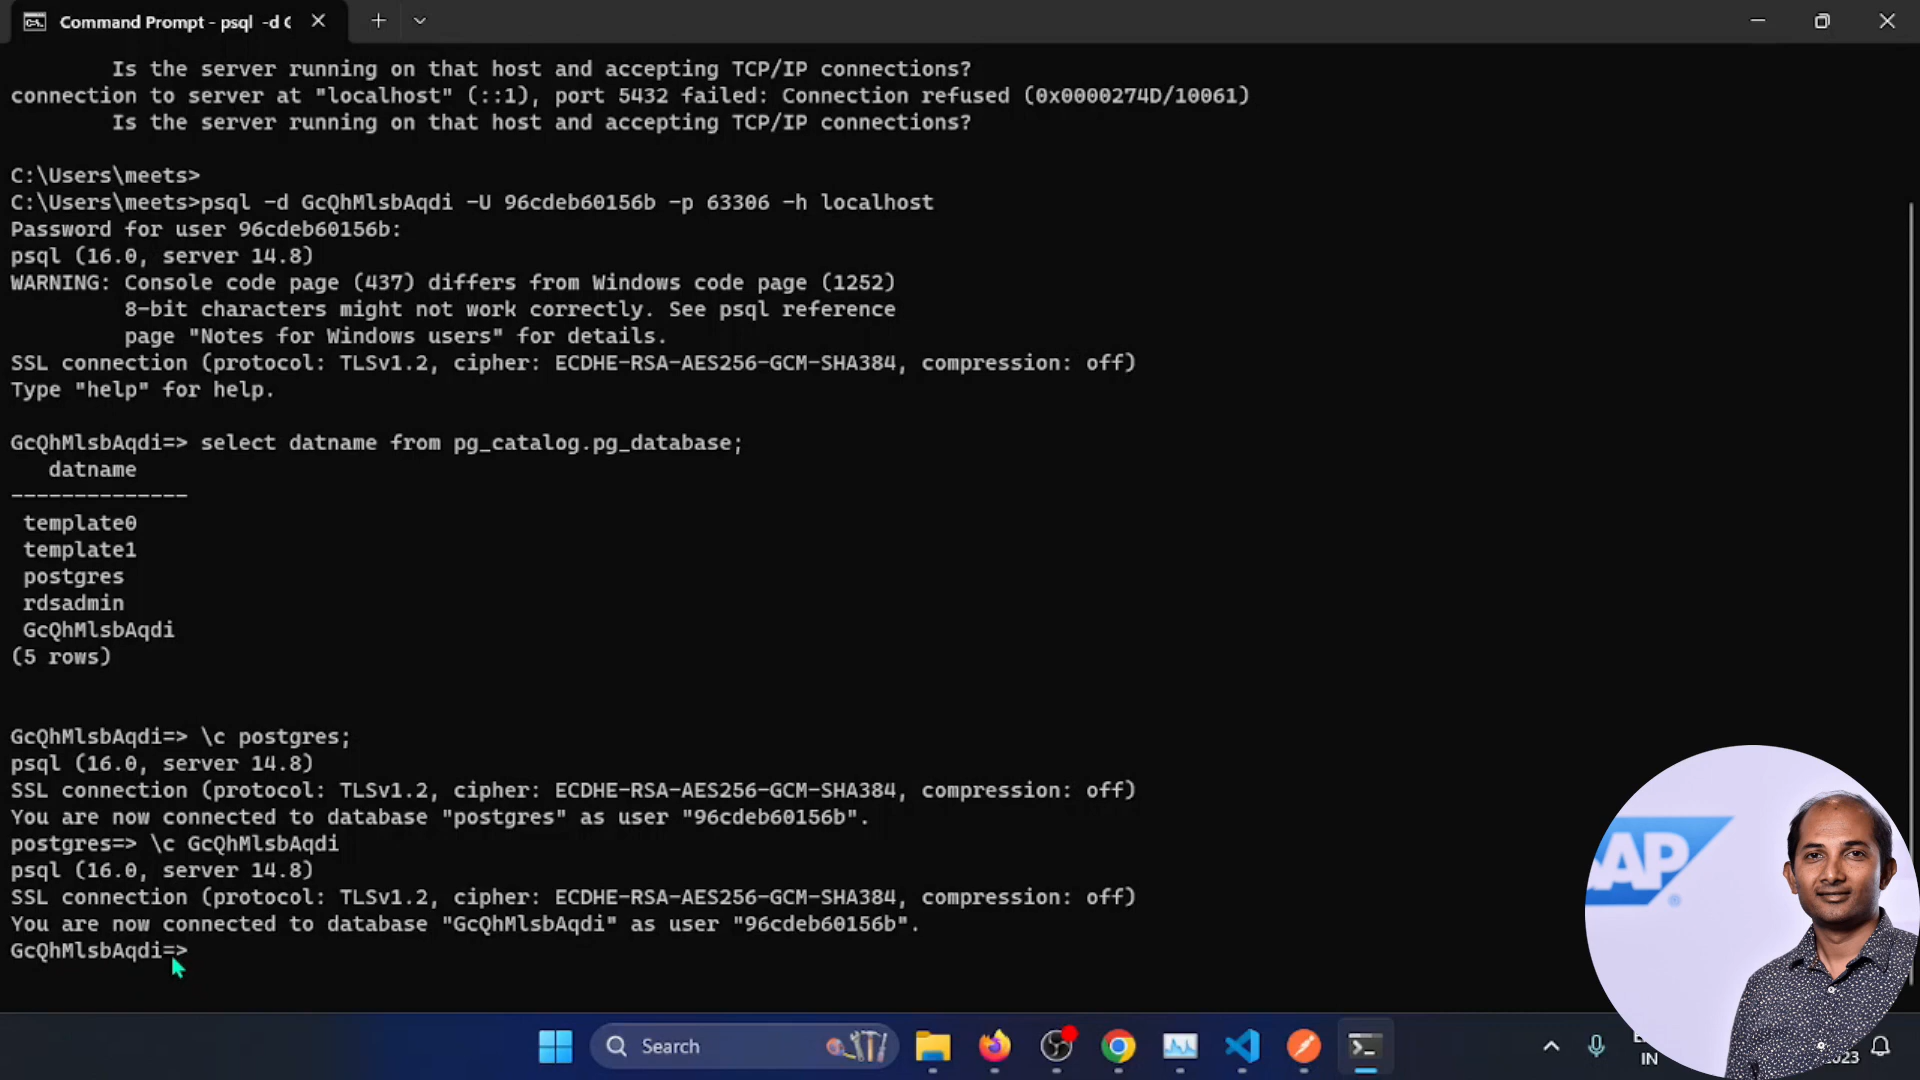 Command Prompt - psql -d G
Is the server running on that host and accepting TCP/IP connections?
connection to server at "localhost" (::1), port 5432 failed: Connection refused (0x0000274D/10061)
Is the server running on that host and accepting TCP/IP connections?
C:\Users\meets>
C:\Users\meets>psql -d GcQhMlsbAqdi -U 96cdeb60156b -p 63306 -h localhost
Password for user 96cdeb60156b:
psql (16.0, server 14.8)
WARNING: Console code page (437) differs from Windows code page (1252)
8-bit characters might not work correctly. See psql reference
page "Notes for Windows users" for details.
SSL connection (protocol: TLSv1.2, cipher: ECDHE-RSA-AES256-GCM-SHA384, compression: off)
Type "help" for help.
GcQhMlsbAqdi=> select datname from pg_catalog.pg_database;
datname
--------------
template0
template1
postgres
rdsadmin
GcQhMlsbAqdi
(5 rows)
GcQhMlsbAqdi=> \c postgres;
psql (16.0, server 14.8)
SSL connection (protocol: TLSv1.2, cipher: ECDHE-RSA-AES256-GCM-SHA384, compression: off)
You are now connected to database "postgres" as user "96cdeb60156b".
postgres=> \c GcQhMlsbAqdi
psql (16.0, server 14.8)
SSL connection (protocol: TLSv1.2, cipher: ECDHE-RSA-AES256-GCM-SHA384, compression: off)
You are now connected to database "GcQhMlsbAqdi" as user "96cdeb60156b".
GcQhMlsbAqdi=>
AP
Search
IN
2023